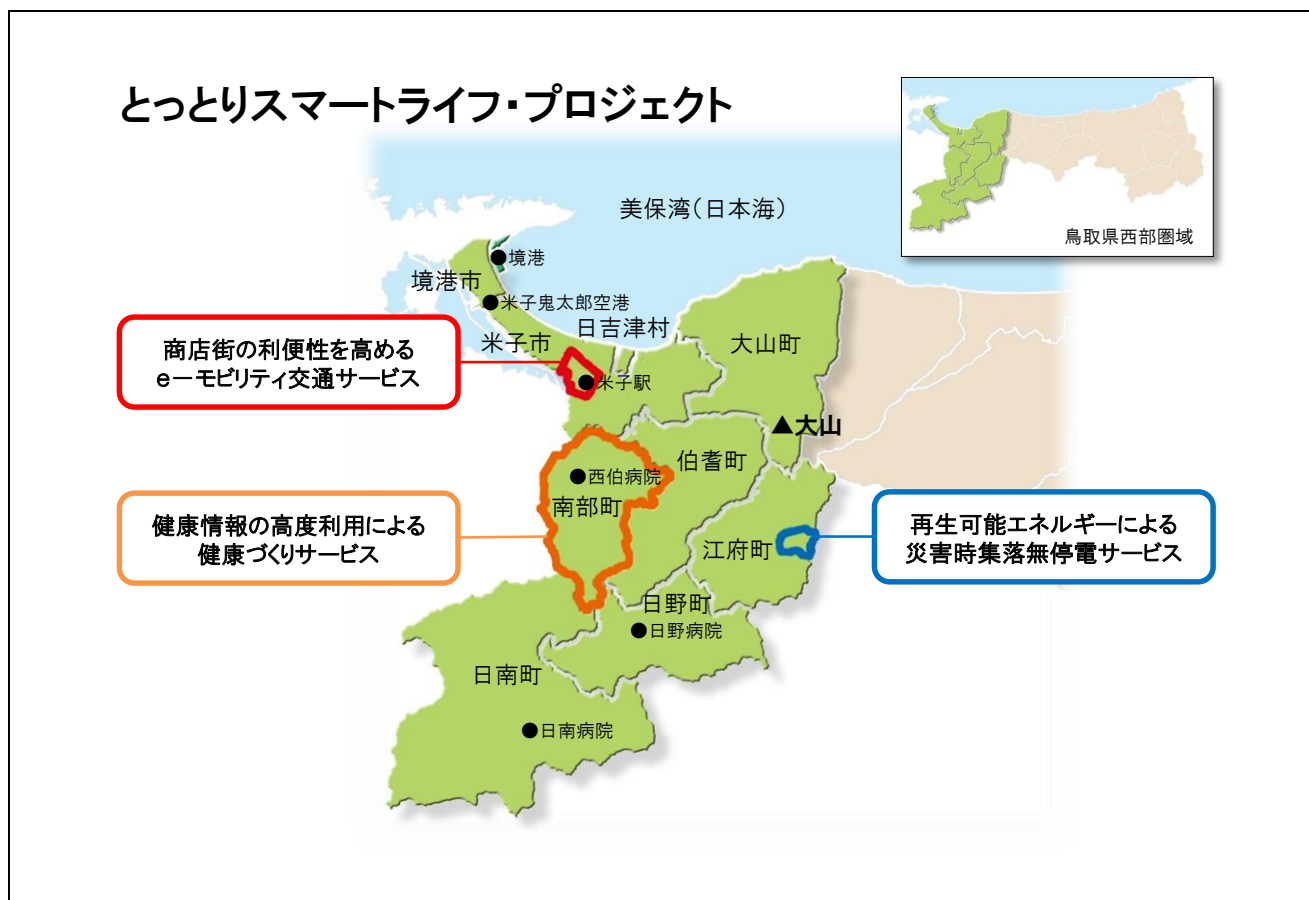 とっとりスマートライフ・プロジェクト
鳥取県西部圏域
美保湾(日本海)
●境港
境港市
●米子鬼太郎空港
日吉津村
米子市
大山町
商店街の利便性を高める
e-モビリティ交通サービス
●米子駅
▲大山
伯耆町
●西伯病院
南部町
健康情報の高度利用による
健康づくりサービス
再生可能エネルギーによる
災害時集落無停電サービス
江府町
日野町
●日野病院
日南町
●日南病院